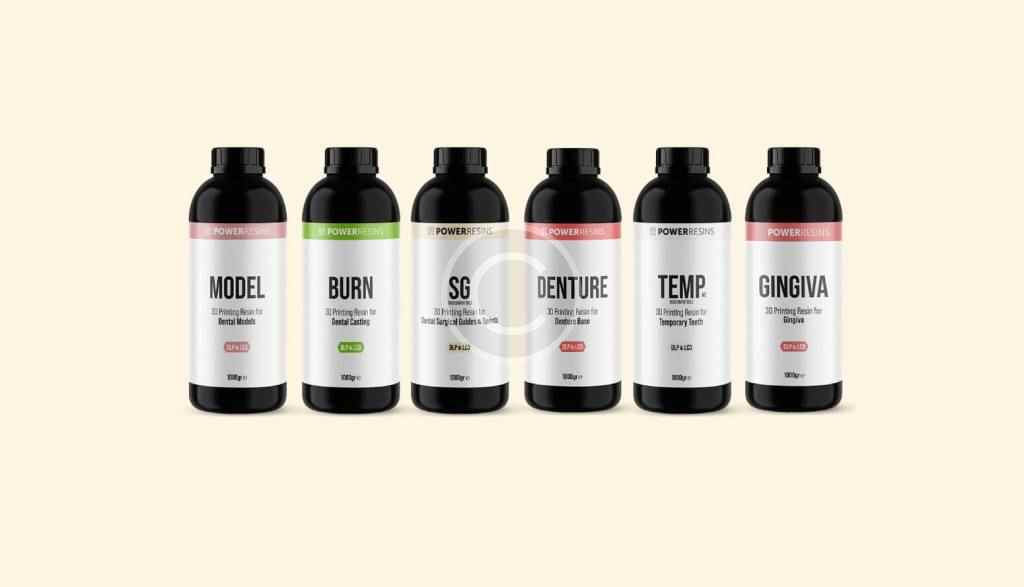 POWERRESINS
MODEL
3D Printing Resin for
Dental Models
DLP & LCD
1000gr e
POWERRESINS
BURN
3D Printing Resin for
Dental Casting
DLP & LCD
1000gr e
POWERRESINS
SG
BIOCOMPATIBLE
3D Printing Resin for
Dental Surgical Guides & Splints
DLP & LCD
1000gr e
POWERRESINS
DENTURE
3D Printing Resin for
Denture Base
DLP & LCD
1000gr e
POWERRESINS
TEMP
BIOCOMPATIBLE
3D Printing Resin for
Temporary Teeth
DLP & LCD
1000gr e
POWERRESINS
GINGIVA
3D Printing Resin for
Gingiva
DLP & LCD
1000gr e
C